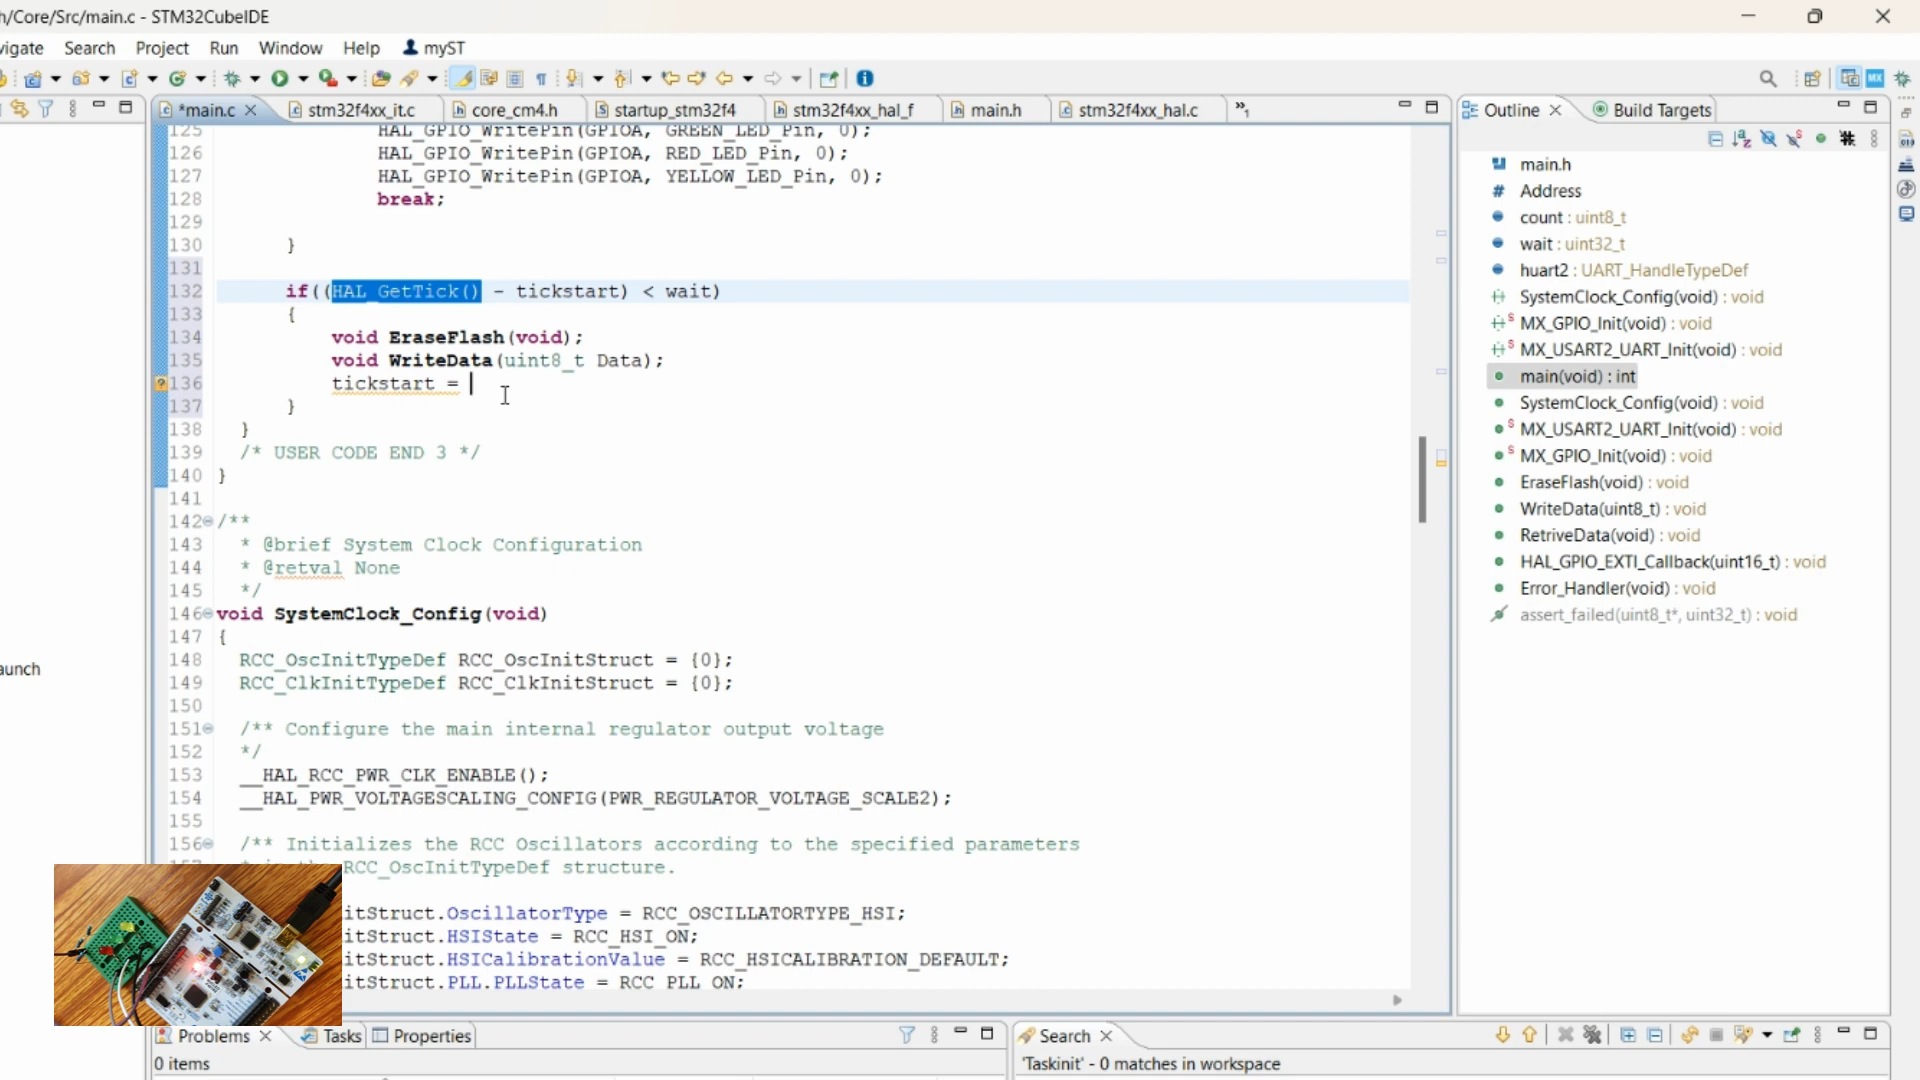 h/Core/Src/main.c - STM32CubeIDE
vigate Search Project Run Window Help myST
*main.c stm32f4xx_it.c core_cm4.h startup_stm32f4 stm32f4xx_hal_f main.h stm32f4xx_hal.c »1
125 HAL_GPIO_WritePin(GPIOA, GREEN_LED_Pin, 0);
126 HAL_GPIO_WritePin(GPIOA, RED_LED_Pin, 0);
127 HAL_GPIO_WritePin(GPIOA, YELLOW_LED_Pin, 0);
128 break;
129
130 }
131
132 if((HAL_GetTick() - tickstart) < wait)
133 {
134 void EraseFlash(void);
135 void WriteData(uint8_t Data);
136 tickstart =
137 }
138 }
139 /* USER CODE END 3 */
140 }
141
142 /**
143 * @brief System Clock Configuration
144 * @retval None
145 */
146 void SystemClock_Config(void)
147 {
148 RCC_OscInitTypeDef RCC_OscInitStruct = {0};
149 RCC_ClkInitTypeDef RCC_ClkInitStruct = {0};
150
151 /** Configure the main internal regulator output voltage
152 */
153 __HAL_RCC_PWR_CLK_ENABLE();
154 __HAL_PWR_VOLTAGESCALING_CONFIG(PWR_REGULATOR_VOLTAGE_SCALE2);
155
156 /** Initializes the RCC Oscillators according to the specified parameters
RCC_OscInitTypeDef structure.
itStruct.OscillatorType = RCC_OSCILLATORTYPE_HSI;
itStruct.HSIState = RCC_HSI_ON;
itStruct.HSICalibrationValue = RCC_HSICALIBRATION_DEFAULT;
itStruct.PLL.PLLState = RCC_PLL_ON;
aunch
Outline Build Targets
main.h
# Address
count : uint8_t
wait : uint32_t
huart2 : UART_HandleTypeDef
SystemClock_Config(void) : void
S MX_GPIO_Init(void) : void
S MX_USART2_UART_Init(void) : void
main(void) : int
SystemClock_Config(void) : void
S MX_USART2_UART_Init(void) : void
S MX_GPIO_Init(void) : void
EraseFlash(void) : void
WriteData(uint8_t) : void
RetriveData(void) : void
HAL_GPIO_EXTI_Callback(uint16_t) : void
Error_Handler(void) : void
assert_failed(uint8_t*, uint32_t) : void
Problems Tasks Properties
0 items
Search
'Taskinit' - 0 matches in workspace